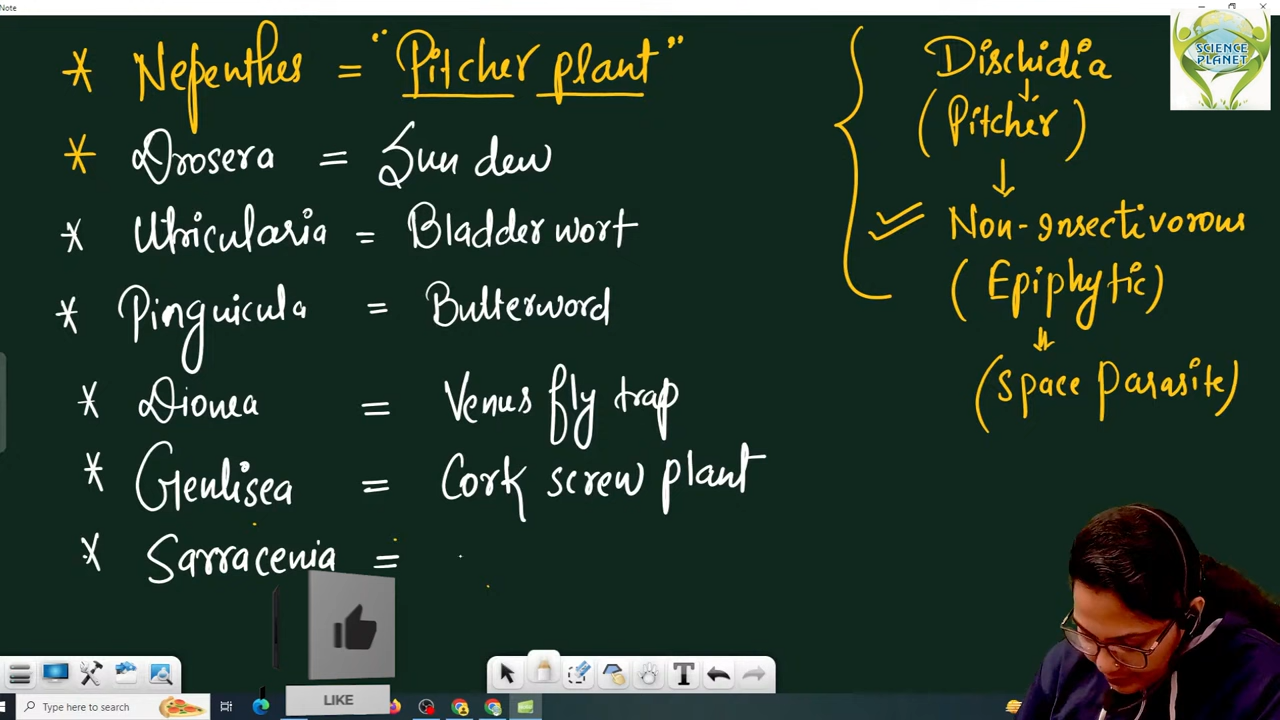 Note
* Nepenthes = "Pitcher plant"
* Drosera = Sun dew
* Utricularia = Bladder wort
* Pinguicula = Butterword
* Dionea = Venus fly trap
* Genlisea = Cork screw plant
* Sarracenia =
Dischidia
(Pitcher)
Non-Insectivorous
(Epiphytic)
(Space Parasite)
SCIENCE
PLANET
LIKE
T
Type here to search